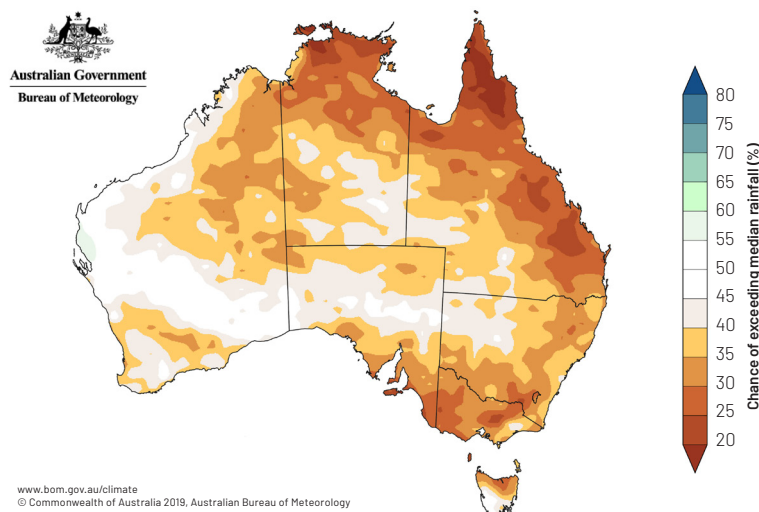 Australian Government
Bureau of Meteorology
80
75
70
65
60
55
50
45
40
35
30
25
20
Chance of exceeding median rainfall (%)
www.bom.gov.au/climate
© Commonwealth of Australia 2019, Australian Bureau of Meteorology